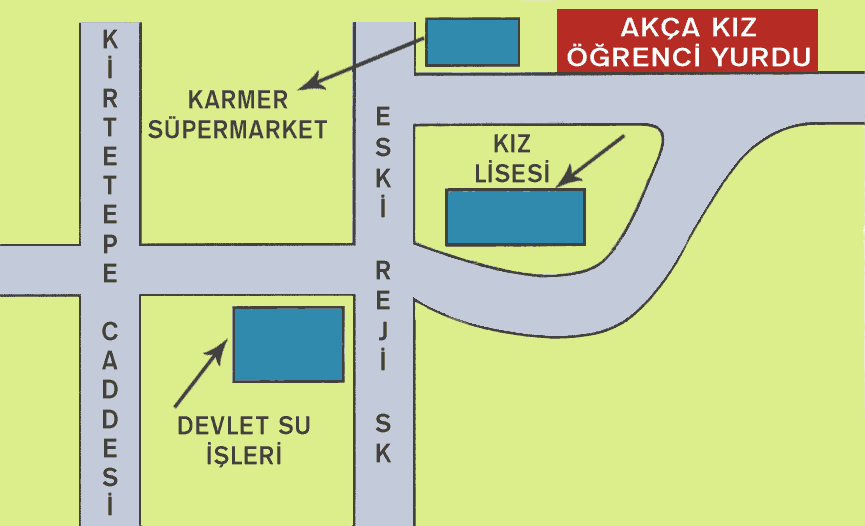 AKÇA KIZ
ÖĞRENCİ YURDU
KARMER
SÜPERMARKET
KIZ
LİSESİ
DEVLET SU
İŞLERİ
KİRTETEPE CADDESİ
ESKİ REJİ SK